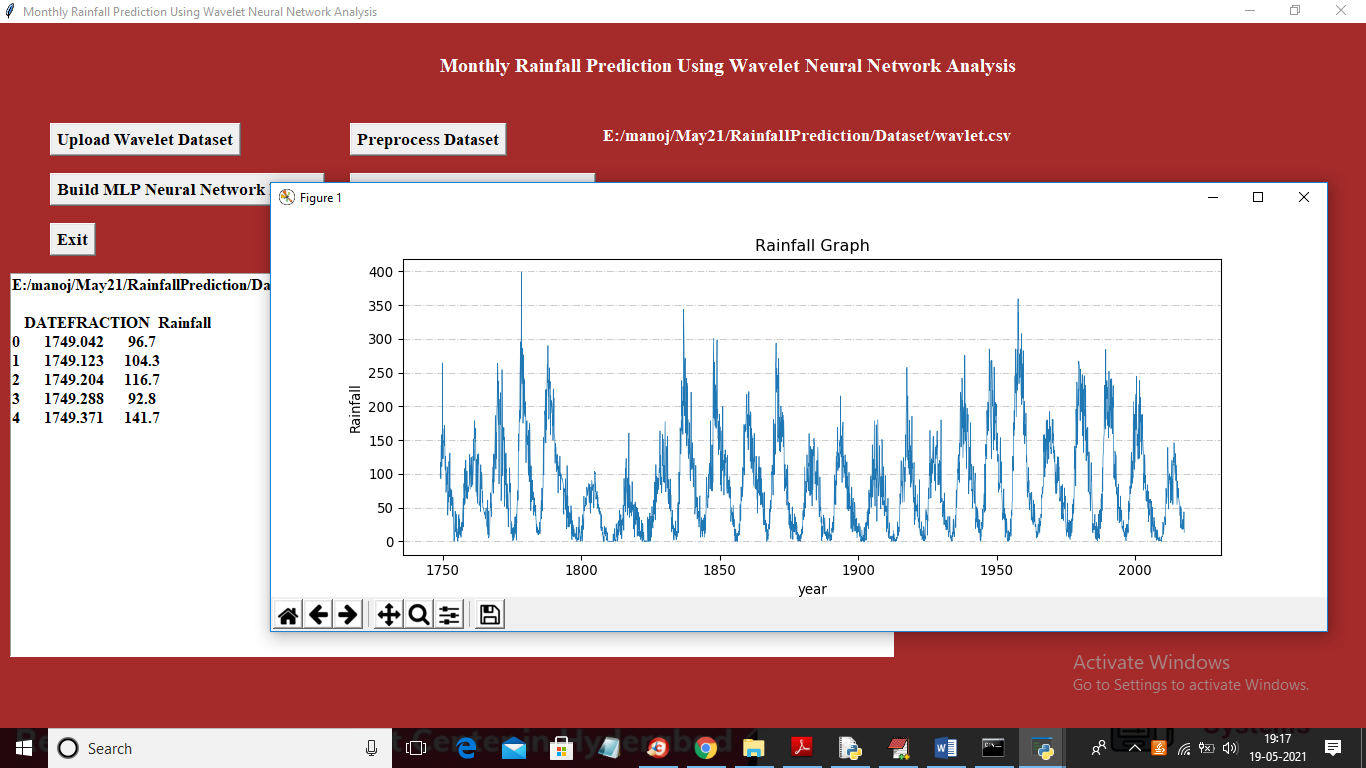 Monthly Rainfall Prediction Using Wavelet Neural Network Analysis
Monthly Rainfall Prediction Using Wavelet Neural Network Analysis
Upload Wavelet Dataset
Preprocess Dataset
E:/manoj/May21/RainfallPrediction/Dataset/wavlet.csv
Build MLP Neural Network
Exit
E:/manoj/May21/RainfallPrediction/Da
DATEFRACTION Rainfall
0 1749.042 96.7
1 1749.123 104.3
2 1749.204 116.7
3 1749.288 92.8
4 1749.371 141.7
Figure 1
Rainfall Graph
400
350
300
250
200
150
100
50
0
Rainfall
1750 1800 1850 1900 1950 2000
year
Activate Windows
Go to Settings to activate Windows.
Search
19:17
19-05-2021